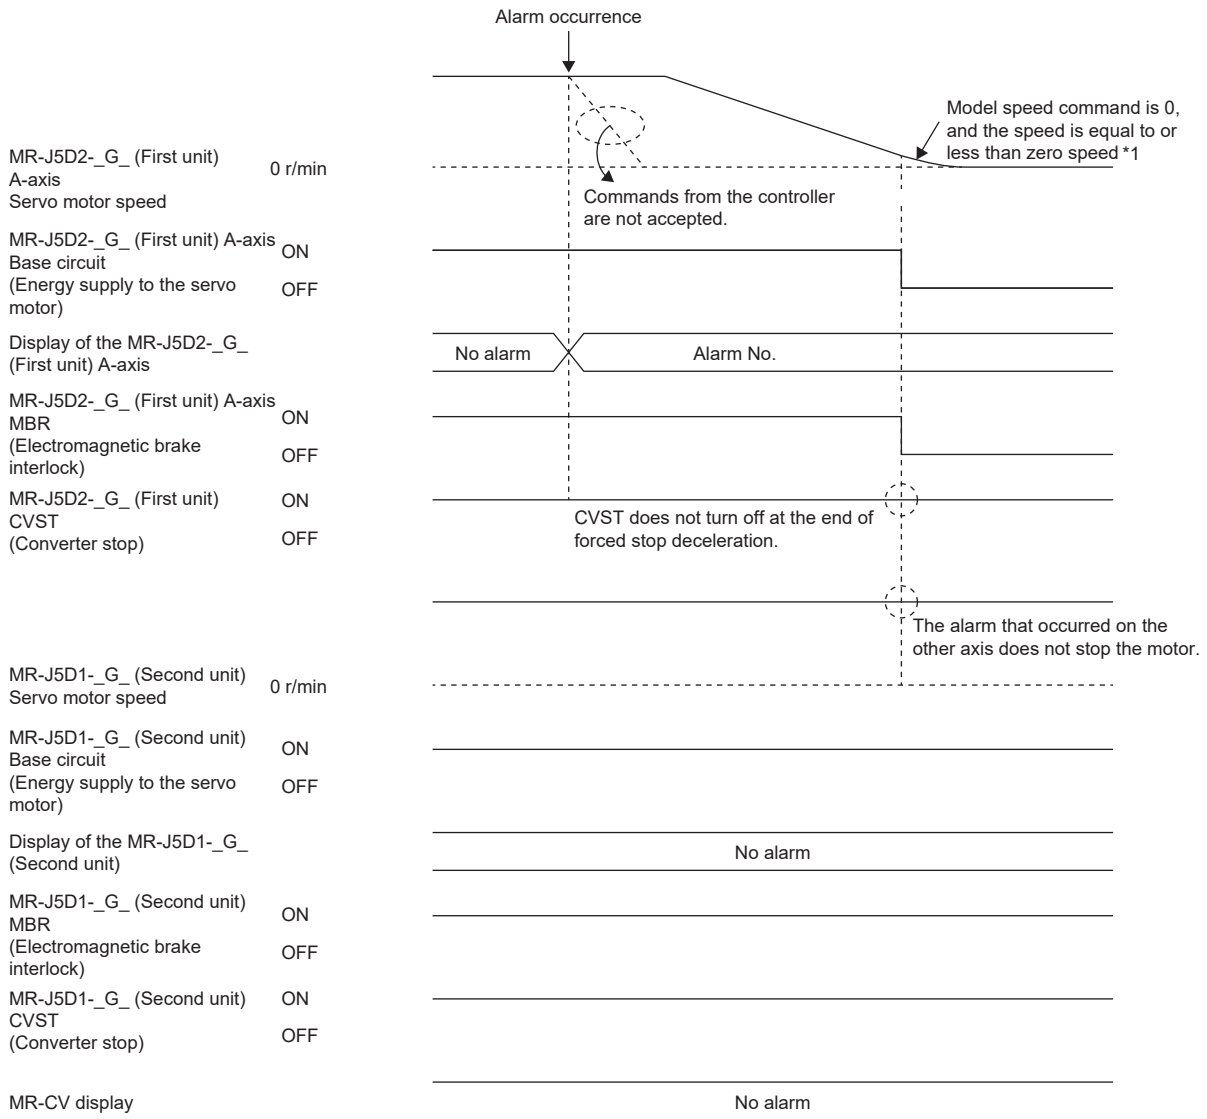 Alarm occurrence
Model speed command is 0,
and the speed is equal to or
less than zero speed *1
MR-J5D2-_G_ (First unit)
A-axis
Servo motor speed
0 r/min
Commands from the controller
are not accepted.
MR-J5D2-_G_ (First unit) A-axis
Base circuit
(Energy supply to the servo
motor)
ON
OFF
Display of the MR-J5D2-_G_
(First unit) A-axis
No alarm
Alarm No.
MR-J5D2-_G_ (First unit) A-axis
MBR
(Electromagnetic brake
interlock)
ON
OFF
MR-J5D2-_G_ (First unit)
CVST
(Converter stop)
ON
OFF
CVST does not turn off at the end of
forced stop deceleration.
The alarm that occurred on the
other axis does not stop the motor.
MR-J5D1-_G_ (Second unit)
Servo motor speed
0 r/min
MR-J5D1-_G_ (Second unit)
Base circuit
(Energy supply to the servo
motor)
ON
OFF
Display of the MR-J5D1-_G_
(Second unit)
No alarm
MR-J5D1-_G_ (Second unit)
MBR
(Electromagnetic brake
interlock)
ON
OFF
MR-J5D1-_G_ (Second unit)
CVST
(Converter stop)
ON
OFF
MR-CV display
No alarm